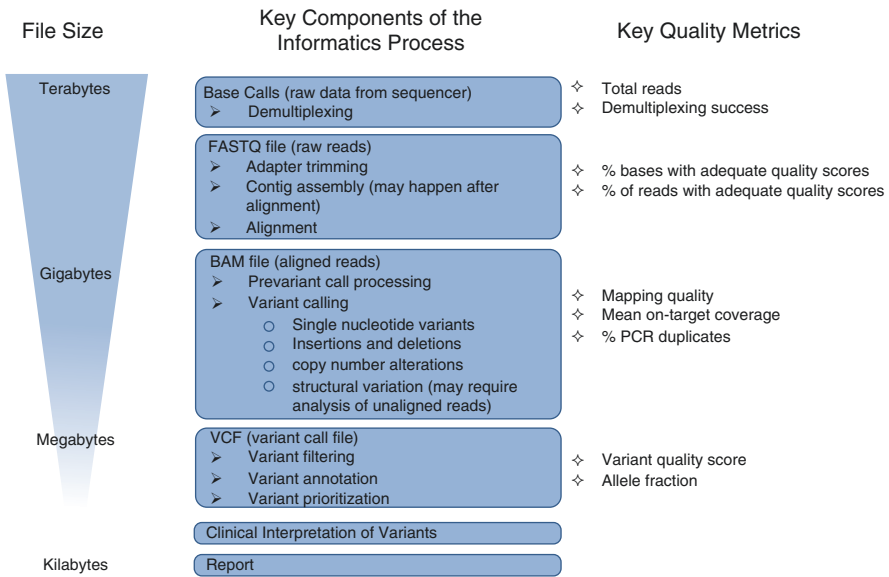 File Size
Key Components of the
Informatics Process
Key Quality Metrics
Terabytes
Gigabytes
Megabytes
Kilabytes
Base Calls (raw data from sequencer)
➢ Demultiplexing
FASTQ file (raw reads)
➢ Adapter trimming
➢ Contig assembly (may happen after
alignment)
➢ Alignment
BAM file (aligned reads)
➢ Prevariant call processing
➢ Variant calling
○ Single nucleotide variants
○ Insertions and deletions
○ copy number alterations
○ structural variation (may require
analysis of unaligned reads)
VCF (variant call file)
➢ Variant filtering
➢ Variant annotation
➢ Variant prioritization
Clinical Interpretation of Variants
Report
✧ Total reads
✧ Demultiplexing success
✧ % bases with adequate quality scores
✧ % of reads with adequate quality scores
✧ Mapping quality
✧ Mean on-target coverage
✧ % PCR duplicates
✧ Variant quality score
✧ Allele fraction